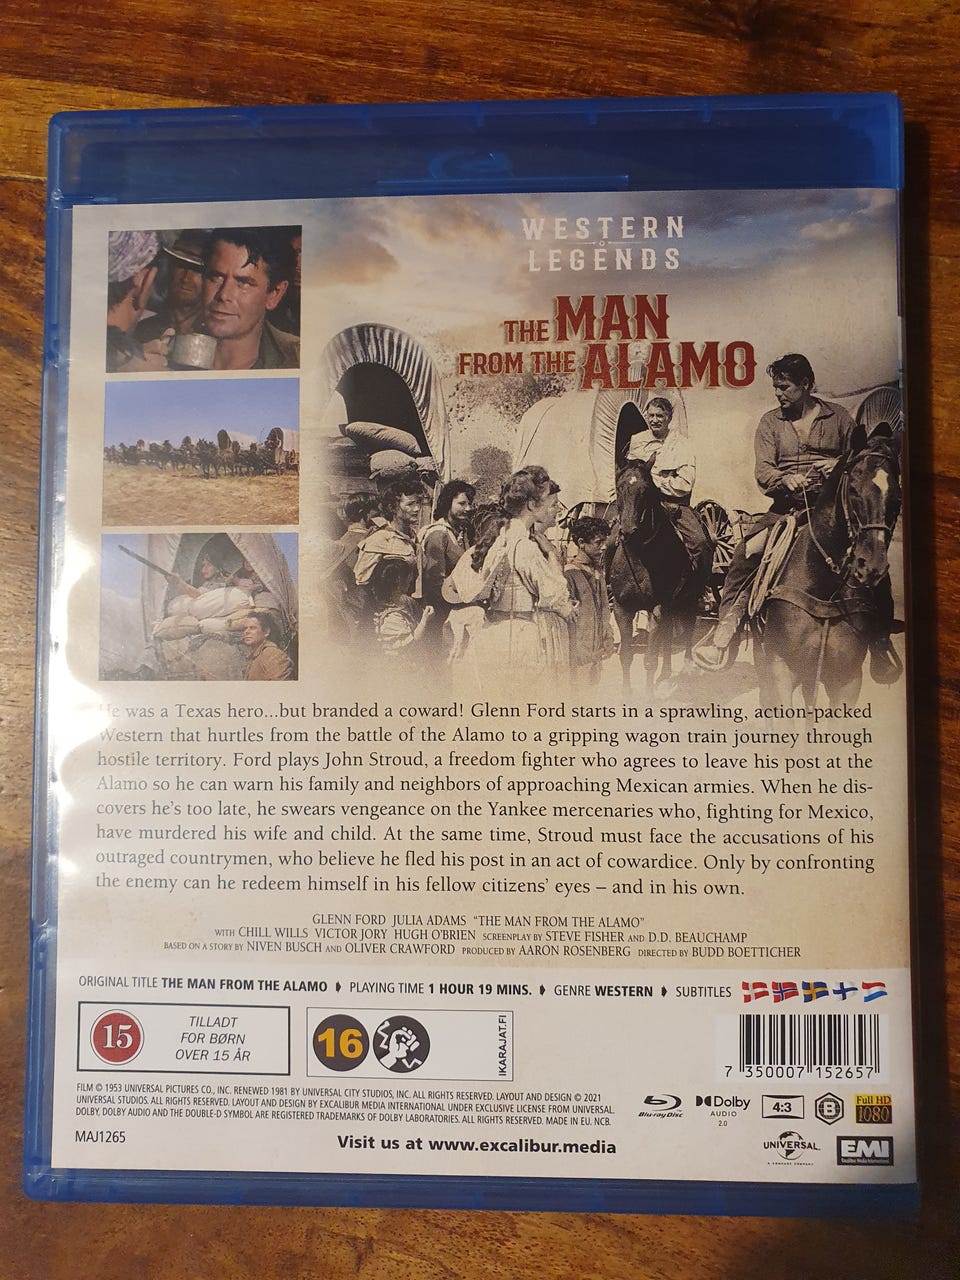 WESTERN
LEGENDS
THE MAN
FROM THE ALAMO
He was a Texas hero...but branded a coward! Glenn Ford starts in a sprawling, action-packed
Western that hurtles from the battle of the Alamo to a gripping wagon train journey through
hostile territory. Ford plays John Stroud, a freedom fighter who agrees to leave his post at the
Alamo so he can warn his family and neighbors of approaching Mexican armies. When he dis-
covers he's too late, he swears vengeance on the Yankee mercenaries who, fighting for Mexico,
have murdered his wife and child. At the same time, Stroud must face the accusations of his
outraged countrymen, who believe he fled his post in an act of cowardice. Only by confronting
the enemy can he redeem himself in his fellow citizens' eyes – and in his own.
GLENN FORD JULIA ADAMS "THE MAN FROM THE ALAMO"
WITH CHILL WILLS VICTOR JORY HUGH O'BRIEN SCREENPLAY BY STEVE FISHER AND D.D. BEAUCHAMP
BASED ON A STORY BY NIVEN BUSCH AND OLIVER CRAWFORD PRODUCED BY AARON ROSENBERG DIRECTED BY BUDD BOETTICHER
ORIGINAL TITLE THE MAN FROM THE ALAMO PLAYING TIME 1 HOUR 19 MINS. GENRE WESTERN SUBTITLES
15
TILLADT
FOR BØRN
OVER 15 ÅR
16
IKARAJAT.FI
7 350007 152657
FILM © 1953 UNIVERSAL PICTURES CO., INC. RENEWED 1981 BY UNIVERSAL CITY STUDIOS, INC. ALL RIGHTS RESERVED. LAYOUT AND DESIGN © 2021
UNIVERSAL STUDIOS. ALL RIGHTS RESERVED. LAYOUT AND DESIGN BY EXCALIBUR MEDIA INTERNATIONAL UNDER EXCLUSIVE LICENSE FROM UNIVERSAL.
DOLBY, DOLBY AUDIO AND THE DOUBLE-D SYMBOL ARE REGISTERED TRADEMARKS OF DOLBY LABORATORIES. ALL RIGHTS RESERVED. MADE IN EU. NCB.
Blu-ray Disc
Dolby
AUDIO
2.0
4:3
B
Full HD
1080
MAJ1265
Visit us at www.excalibur.media
UNIVERSAL
A COMCAST COMPANY
EMI
Excalibur Media International